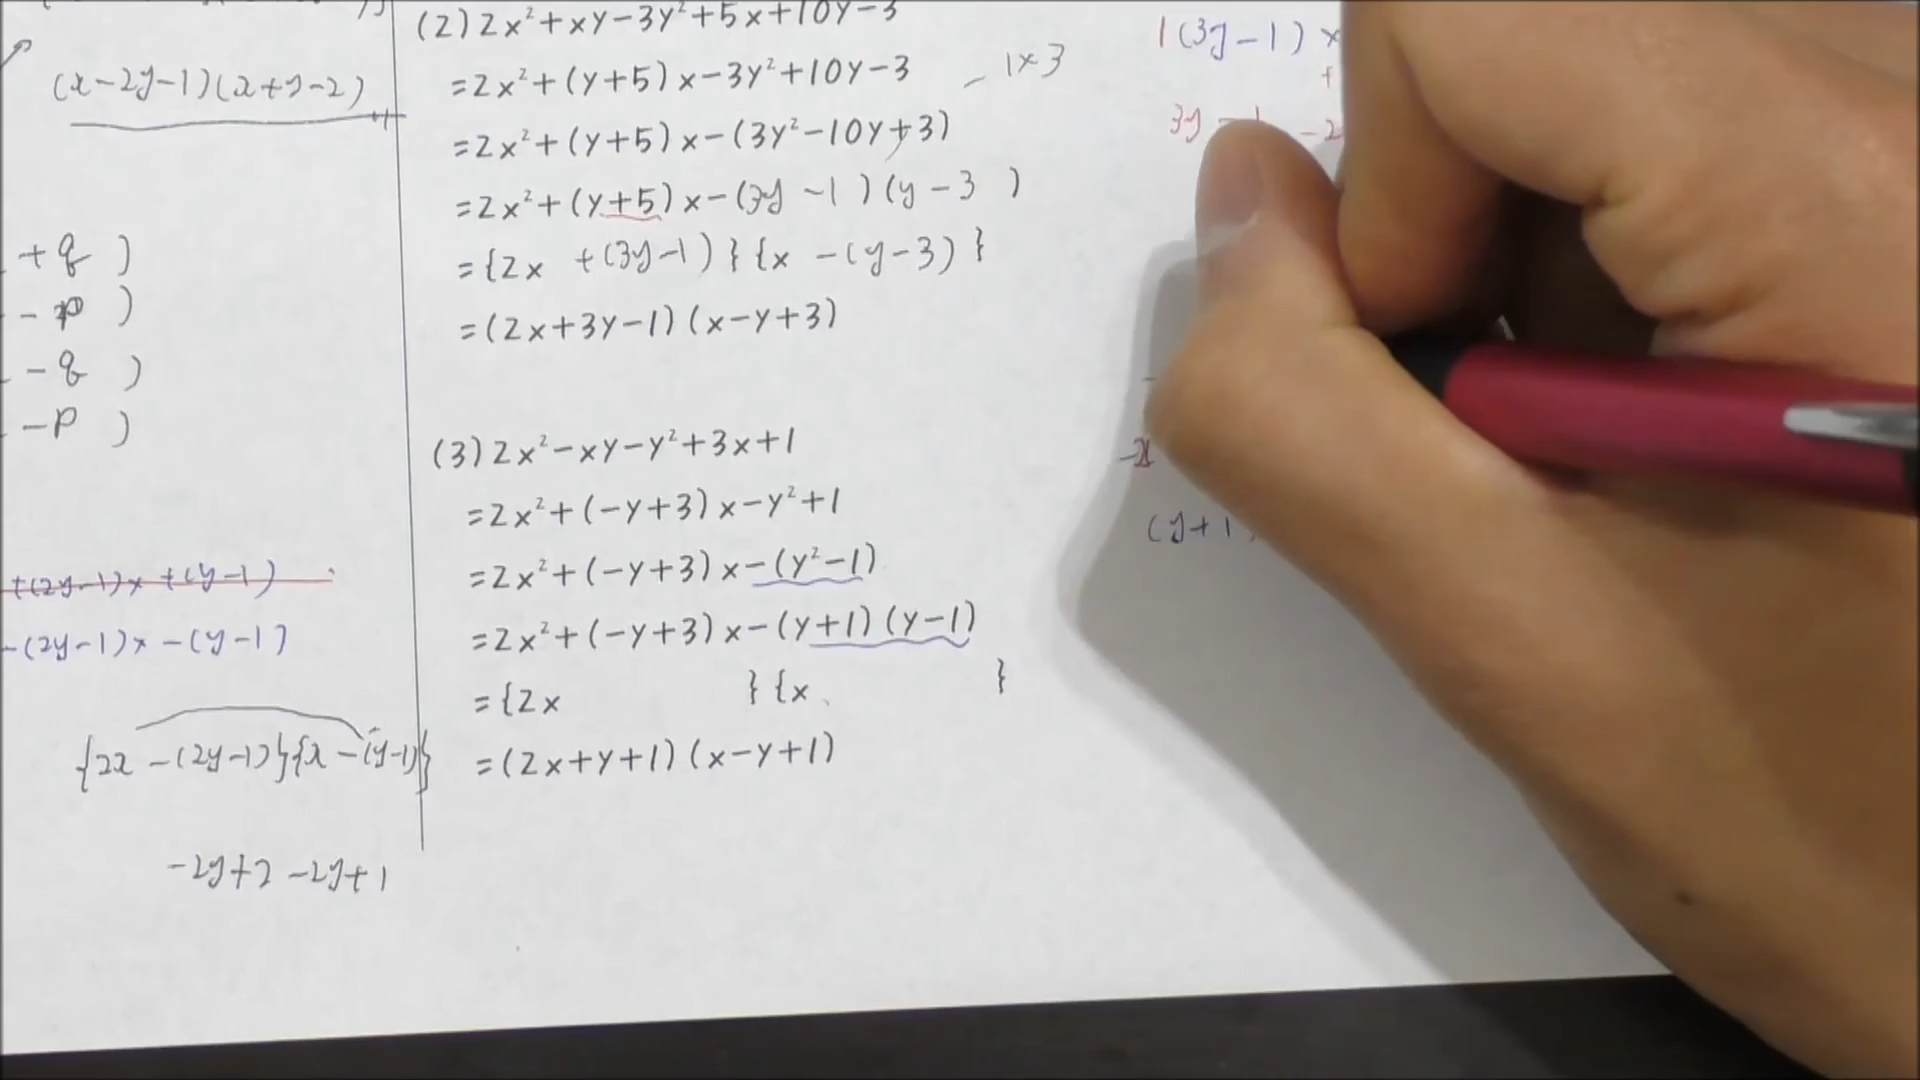 (x-2y-1)(x+y-2)
+q )
-p )
-q )
-p )
+(2y-1)x+(y-1)
-(2y-1)x-(y-1)
{2x-(2y-1)}{x-(y-1)}
-2y+2-2y+1
(2)2x²+xy-3y²+5x+10y-3
=2x²+(y+5)x-3y²+10y-3
1×3
=2x²+(y+5)x-(3y²-10y+3)
=2x²+(y+5)x-(3y-1)(y-3)
={2x+(3y-1)}{x-(y-3)}
=(2x+3y-1)(x-y+3)
(3)2x²-xy-y²+3x+1
=2x²+(-y+3)x-y²+1
=2x²+(-y+3)x-(y²-1)
=2x²+(-y+3)x-(y+1)(y-1)
={2x }{x }
=(2x+y+1)(x-y+1)
1(3y-1)x
+
3y-1 -2
-x
(y+1